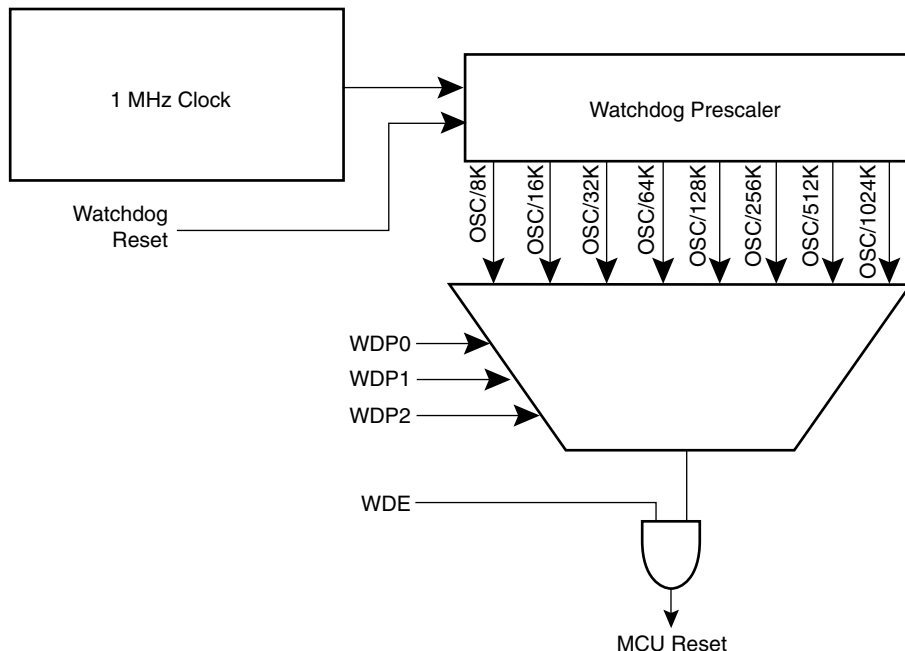 1 MHz Clock
Watchdog Prescaler
Watchdog
Reset
OSC/8K
OSC/16K
OSC/32K
OSC/64K
OSC/128K
OSC/256K
OSC/512K
OSC/1024K
WDP0
WDP1
WDP2
WDE
MCU Reset